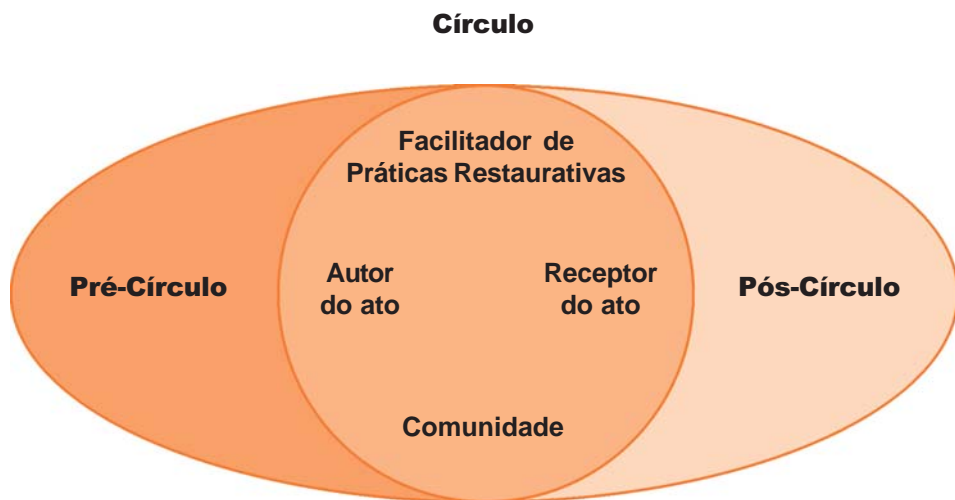 Círculo
Facilitador de
Práticas Restaurativas
Pré-Círculo
Autor
do ato
Receptor
do ato
Pós-Círculo
Comunidade